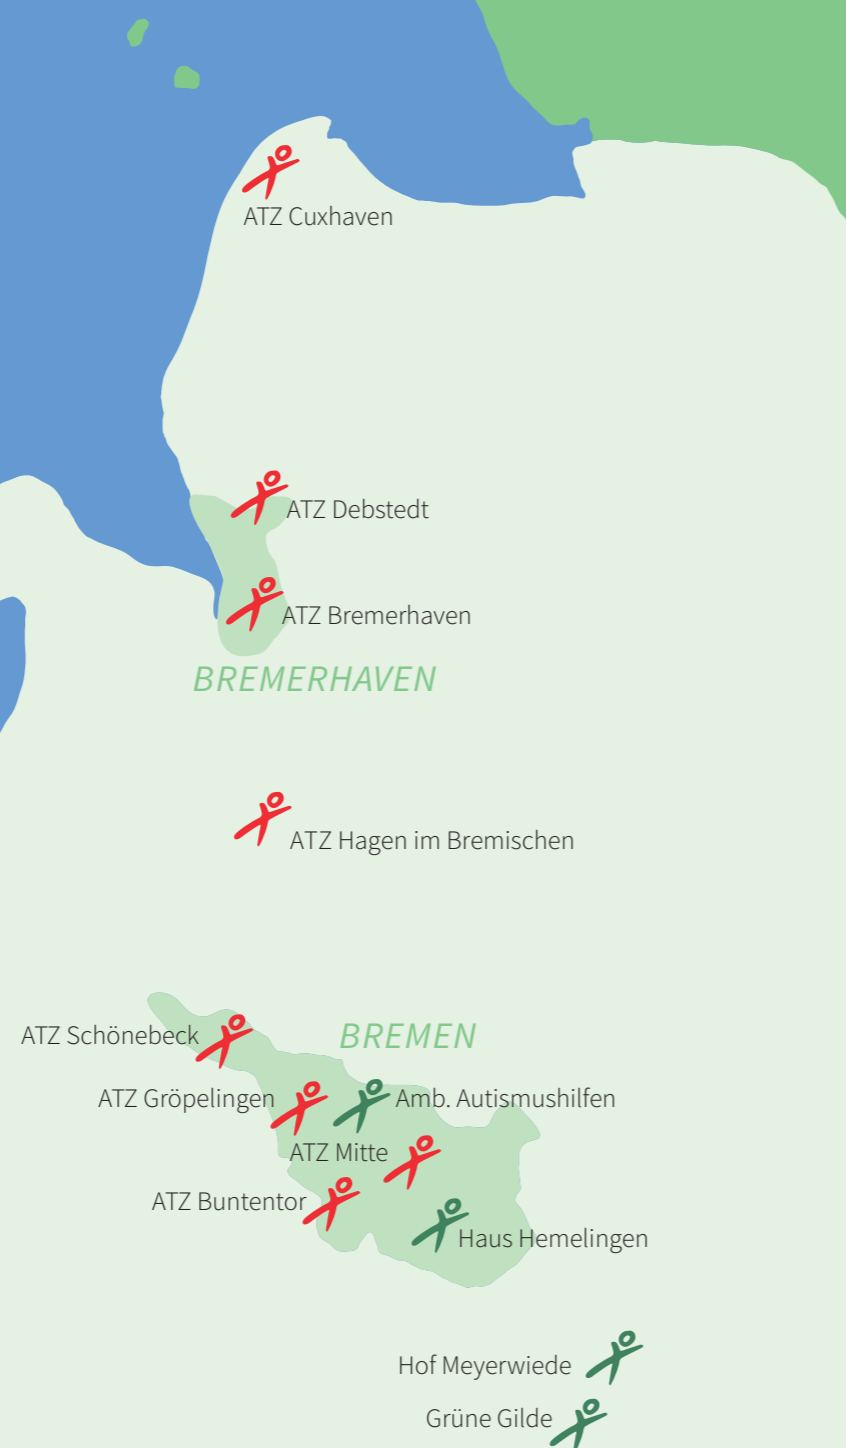 ATZ Cuxhaven
ATZ Debstedt
ATZ Bremerhaven
BREMERHAVEN
ATZ Hagen im Bremischen
ATZ Schönebeck
BREMEN
ATZ Gröpelingen
Amb. Autismushilfen
ATZ Mitte
ATZ Buntentor
Haus Hemelingen
Hof Meyerwiede
Grüne Gilde